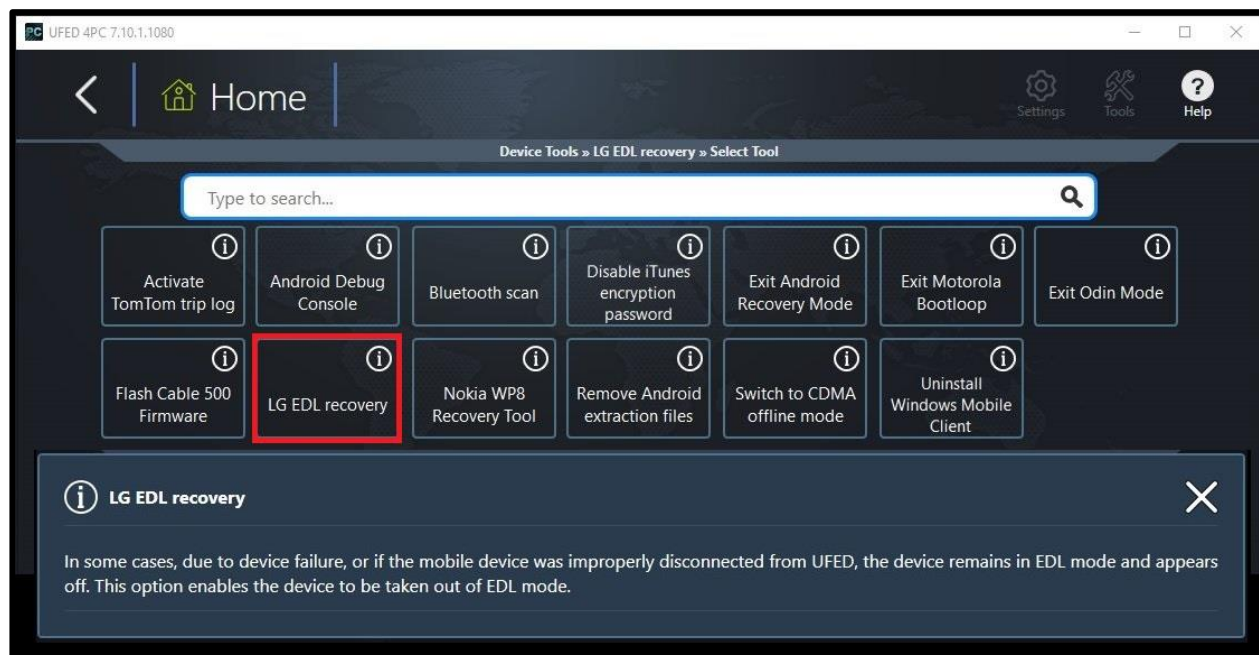 PC UFED 4PC 7.10.1.1080
Home
Settings
Tools
?
Help
Device Tools » LG EDL recovery » Select Tool
Type to search...
i
Activate
TomTom trip log
i
Android Debug
Console
i
Bluetooth scan
i
Disable iTunes
encryption
password
i
Exit Android
Recovery Mode
i
Exit Motorola
Bootloop
i
Exit Odin Mode
i
Flash Cable 500
Firmware
i
LG EDL recovery
i
Nokia WP8
Recovery Tool
i
Remove Android
extraction files
i
Switch to CDMA
offline mode
i
Uninstall
Windows Mobile
Client
i LG EDL recovery
In some cases, due to device failure, or if the mobile device was improperly disconnected from UFED, the device remains in EDL mode and appears
off. This option enables the device to be taken out of EDL mode.